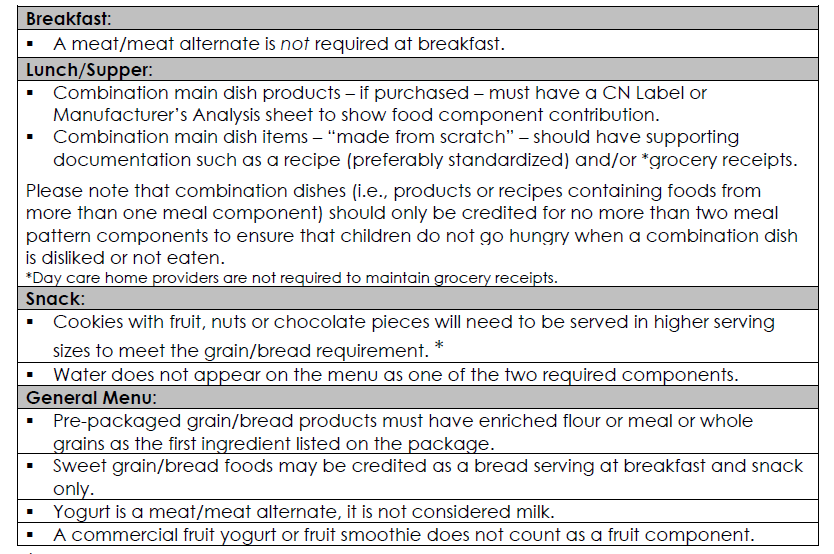 Breakfast:
▪ A meat/meat alternate is not required at breakfast.
Lunch/Supper:
▪ Combination main dish products – if purchased – must have a CN Label or
Manufacturer's Analysis sheet to show food component contribution.
▪ Combination main dish items – "made from scratch" – should have supporting
documentation such as a recipe (preferably standardized) and/or *grocery receipts.
Please note that combination dishes (i.e., products or recipes containing foods from
more than one meal component) should only be credited for no more than two meal
pattern components to ensure that children do not go hungry when a combination dish
is disliked or not eaten.
*Day care home providers are not required to maintain grocery receipts.
Snack:
▪ Cookies with fruit, nuts or chocolate pieces will need to be served in higher serving
sizes to meet the grain/bread requirement. *
▪ Water does not appear on the menu as one of the two required components.
General Menu:
▪ Pre-packaged grain/bread products must have enriched flour or meal or whole
grains as the first ingredient listed on the package.
▪ Sweet grain/bread foods may be credited as a bread serving at breakfast and snack
only.
▪ Yogurt is a meat/meat alternate, it is not considered milk.
▪ A commercial fruit yogurt or fruit smoothie does not count as a fruit component.